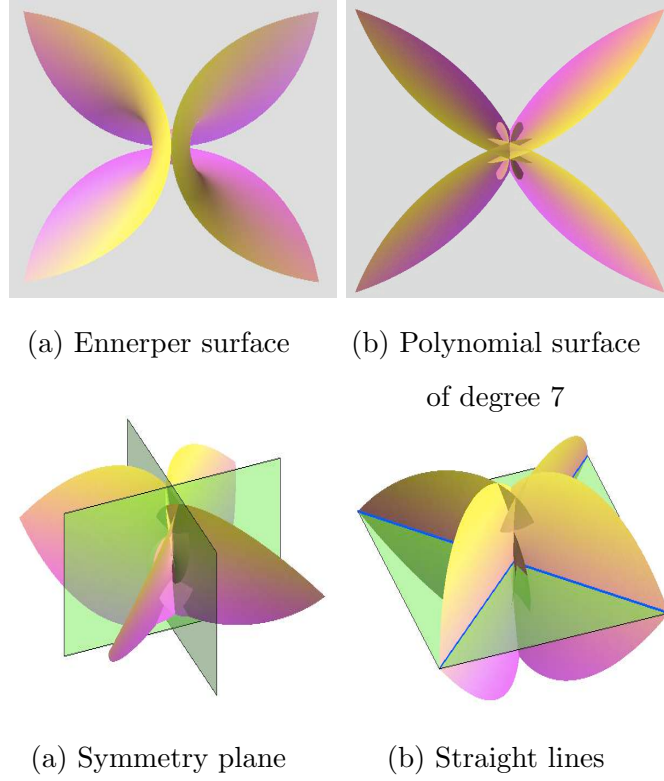 (a) Ennerper surface
(b) Polynomial surface
of degree 7
(a) Symmetry plane
(b) Straight lines